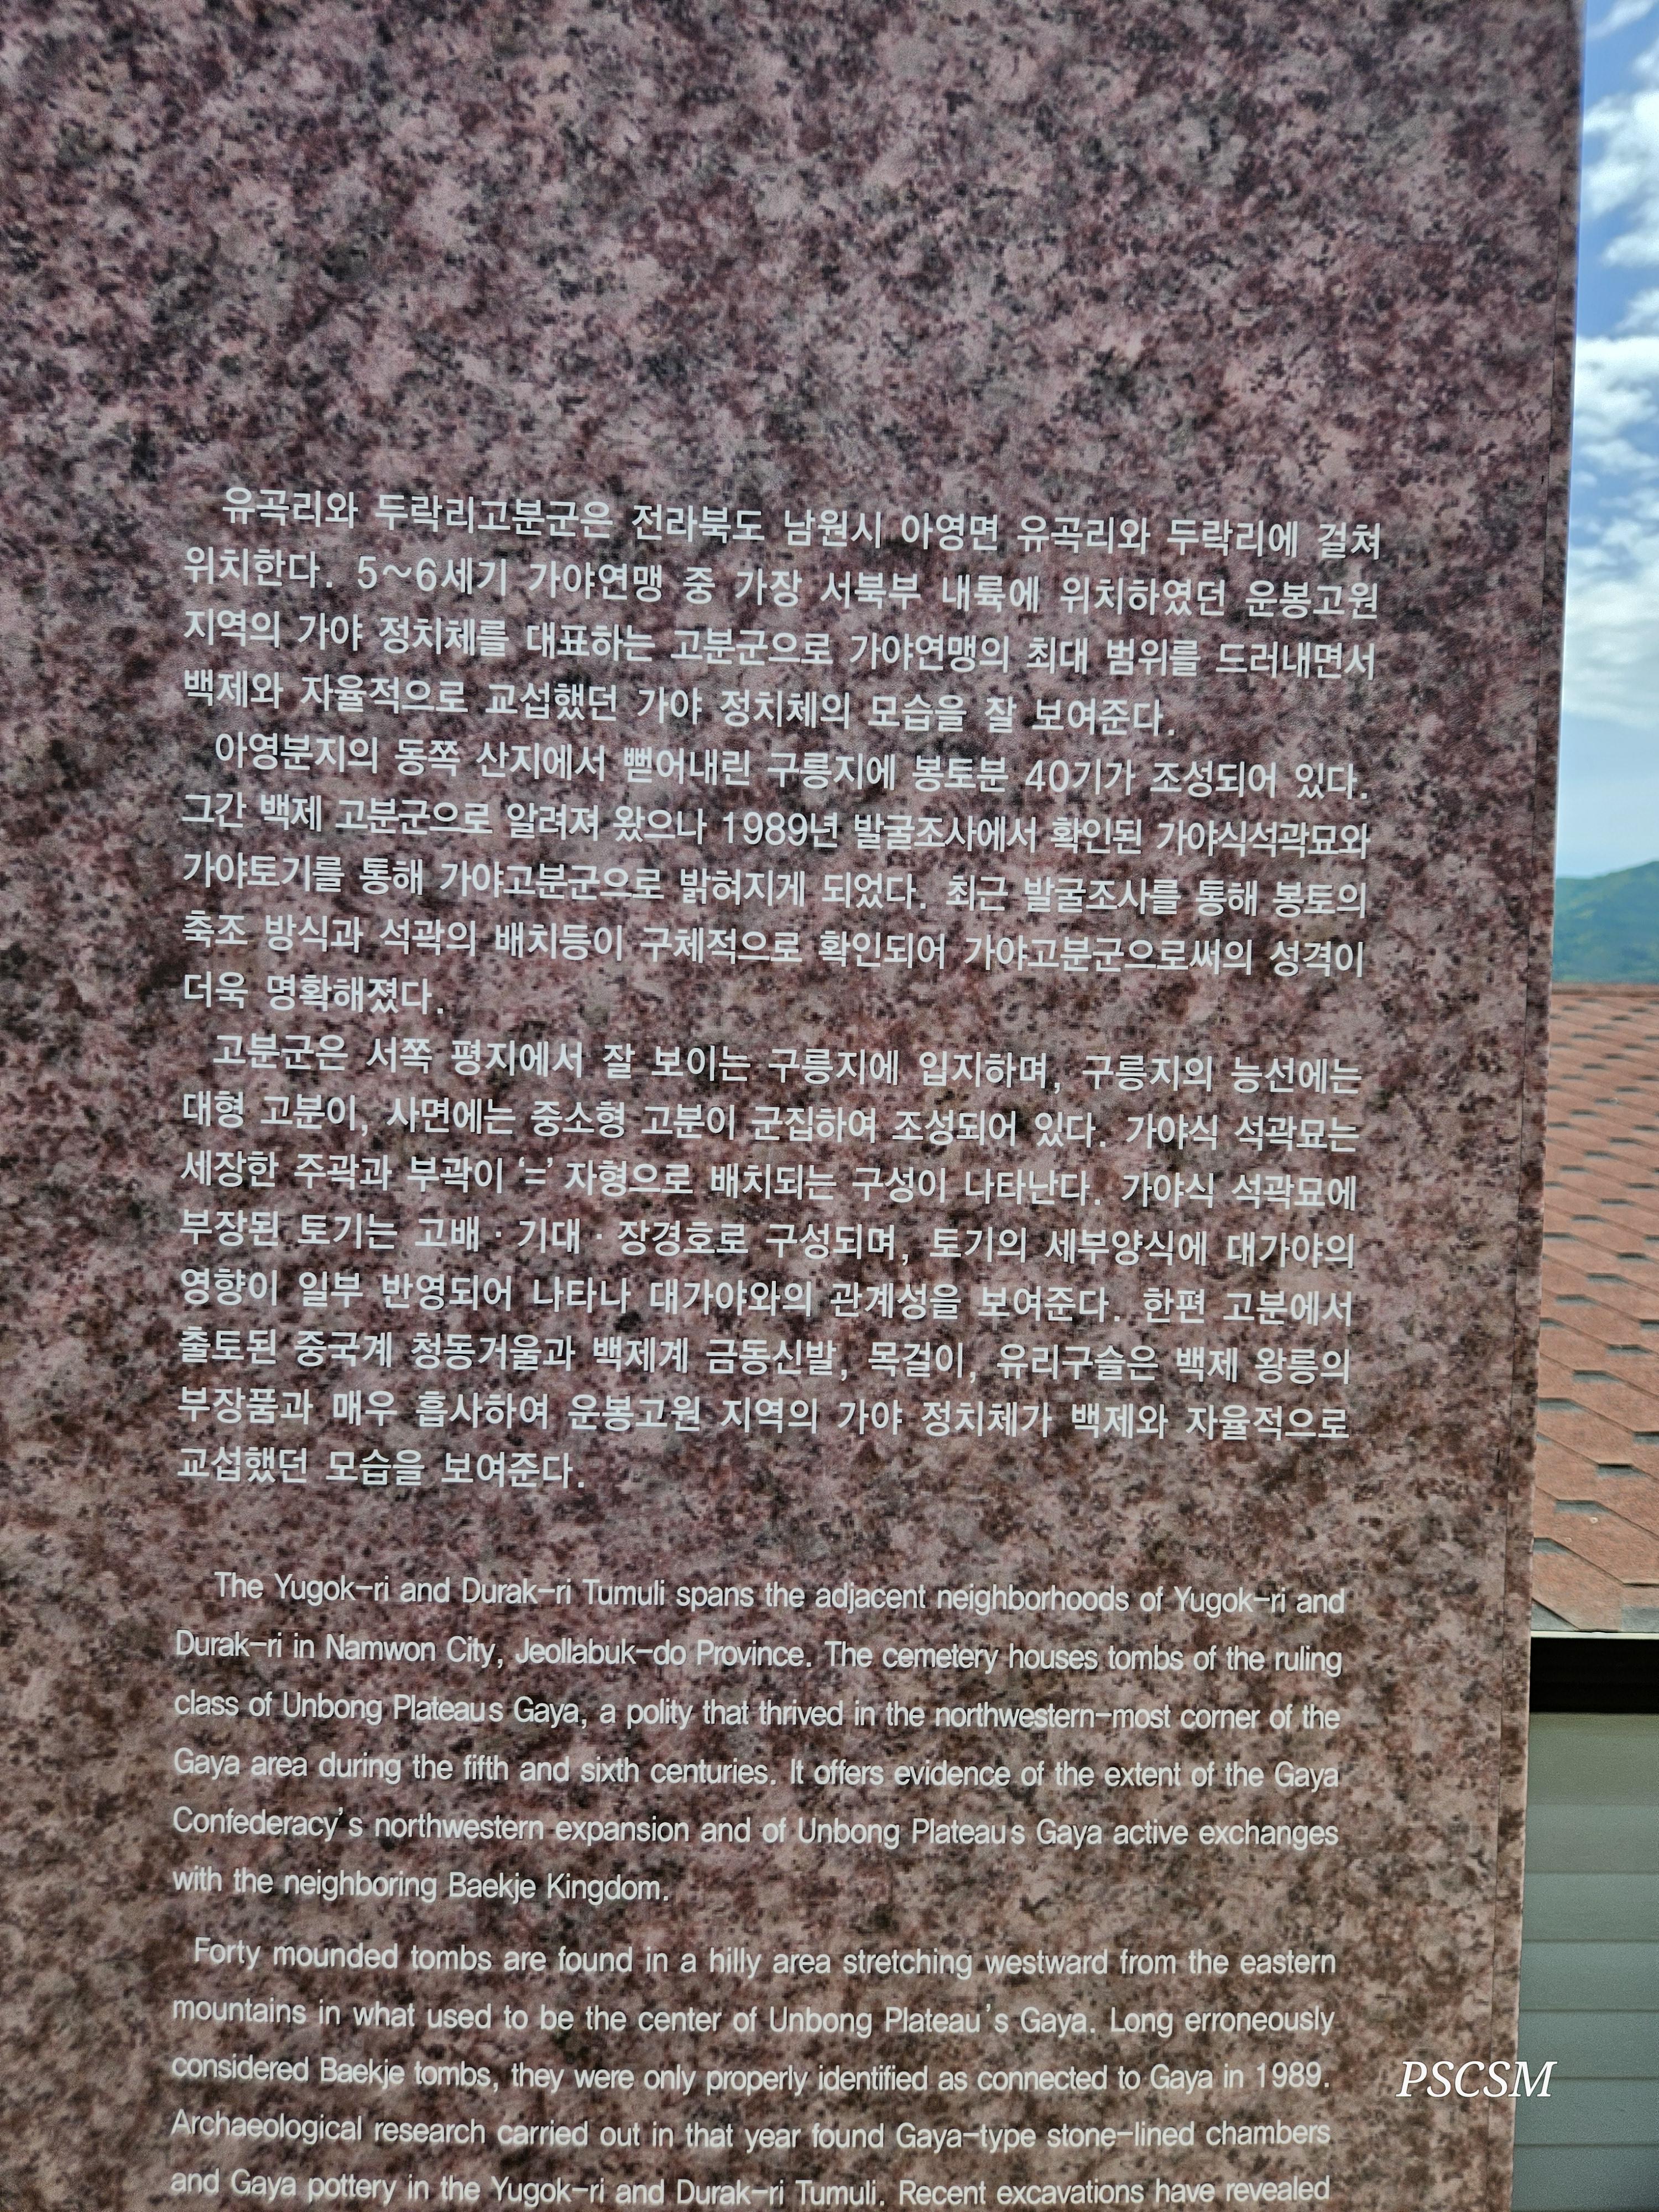 유곡리와 두락리고분군은 전라북도 남원시 아영면 유곡리와 두락리에 걸쳐
위치한다. 5~6세기 가야연맹 중 가장 서북부 내륙에 위치하였던 운봉고원
지역의 가야 정치체를 대표하는 고분군으로 가야연맹의 최대 범위를 드러내면서
백제와 자율적으로 교섭했던 가야 정치체의 모습을 잘 보여준다.
아영분지의 동쪽 산지에서 뻗어내린 구릉지에 봉토분 40기가 조성되어 있다.
그간 백제 고분군으로 알려져 왔으나 1989년 발굴조사에서 확인된 가야식석곽묘와
가야토기를 통해 가야고분군으로 밝혀지게 되었다. 최근 발굴조사를 통해 봉토의
축조 방식과 석곽의 배치등이 구체적으로 확인되어 가야고분군으로써의 성격이
더욱 명확해졌다.
고분군은 서쪽 평지에서 잘 보이는 구릉지에 입지하며, 구릉지의 능선에는
대형 고분이, 사면에는 중소형 고분이 군집하여 조성되어 있다. 가야식 석곽묘는
세장한 주곽과 부곽이 ‘=’ 자형으로 배치되는 구성이 나타난다. 가야식 석곽묘에
부장된 토기는 고배 · 기대 · 장경호로 구성되며, 토기의 세부양식에 대가야의
영향이 일부 반영되어 나타나 대가야와의 관계성을 보여준다. 한편 고분에서
출토된 중국계 청동거울과 백제계 금동신발, 목걸이, 유리구슬은 백제 왕릉의
부장품과 매우 흡사하여 운봉고원 지역의 가야 정치체가 백제와 자율적으로
교섭했던 모습을 보여준다.
The Yugok-ri and Durak-ri Tumuli spans the adjacent neighborhoods of Yugok-ri and
Durak-ri in Namwon City, Jeollabuk-do Province. The cemetery houses tombs of the ruling
class of Unbong Plateaus Gaya, a polity that thrived in the northwestern-most corner of the
Gaya area during the fifth and sixth centuries. It offers evidence of the extent of the Gaya
Confederacy’s northwestern expansion and of Unbong Plateaus Gaya active exchanges
with the neighboring Baekje Kingdom.
Forty mounded tombs are found in a hilly area stretching westward from the eastern
mountains in what used to be the center of Unbong Plateau’s Gaya. Long erroneously
considered Baekje tombs, they were only properly identified as connected to Gaya in 1989.
Archaeological research carried out in that year found Gaya-type stone-lined chambers
and Gaya pottery in the Yugok-ri and Durak-ri Tumuli. Recent excavations have revealed
PSCSM